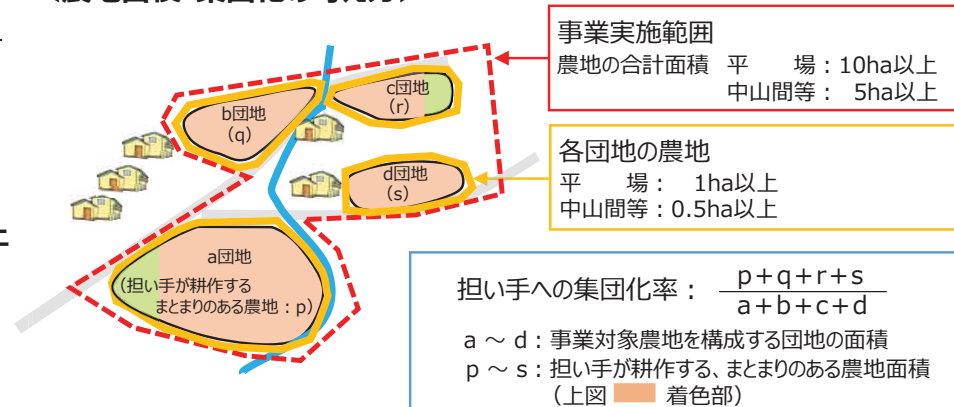 事業実施範囲
農地の合計面積 平　　場：10ha以上
中山間等： 5ha以上
b団地
(q)
c団地
(r)
d団地
(s)
各団地の農地
平　　場： 1ha以上
中山間等：0.5ha以上
a団地
(担い手が耕作する
まとまりのある農地：p)
担い手への集団化率： p+q+r+s
a+b+c+d
a ～ d：事業対象農地を構成する団地の面積
p ～ s：担い手が耕作する、まとまりのある農地面積
(上図 着色部)